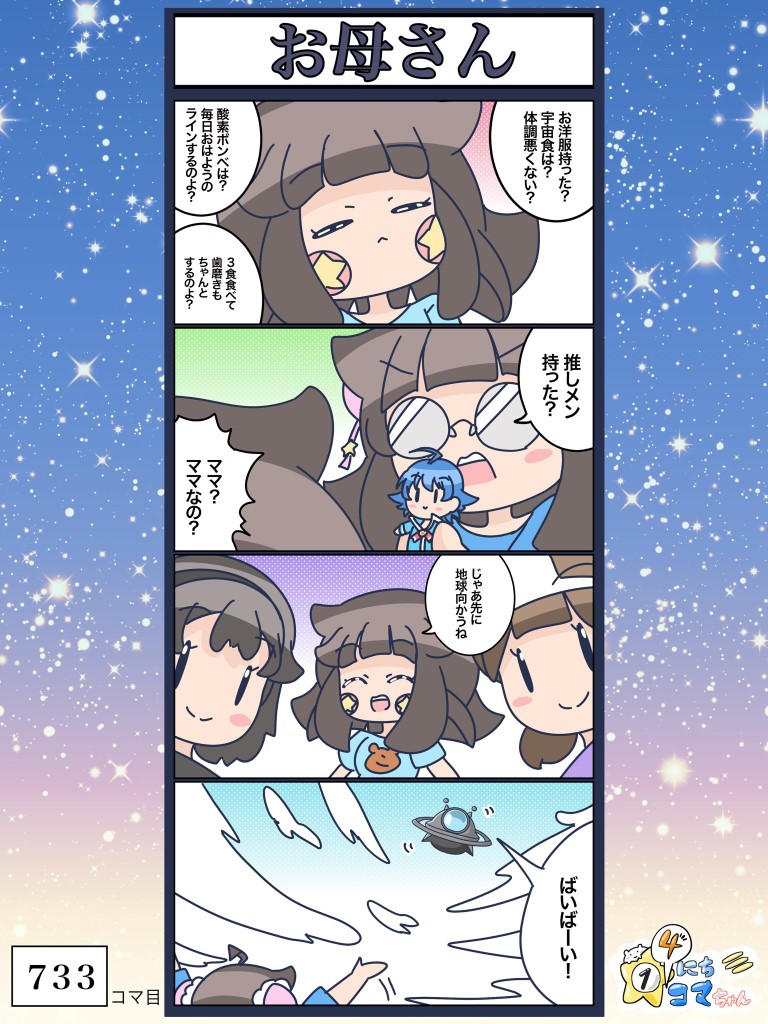 お母さん
お洋服持った？
宇宙食は？
体調悪くない？
酸素ボンベは？
毎日おはようの
ラインするのよ？
３食食べて
歯磨きも
ちゃんと
するのよ？
推しメン
持った？
ママ？
ママなの？
じゃあ先に
地球向かうね
ばいばーい！
733
コマ目
1
にち
4
コマちゃん